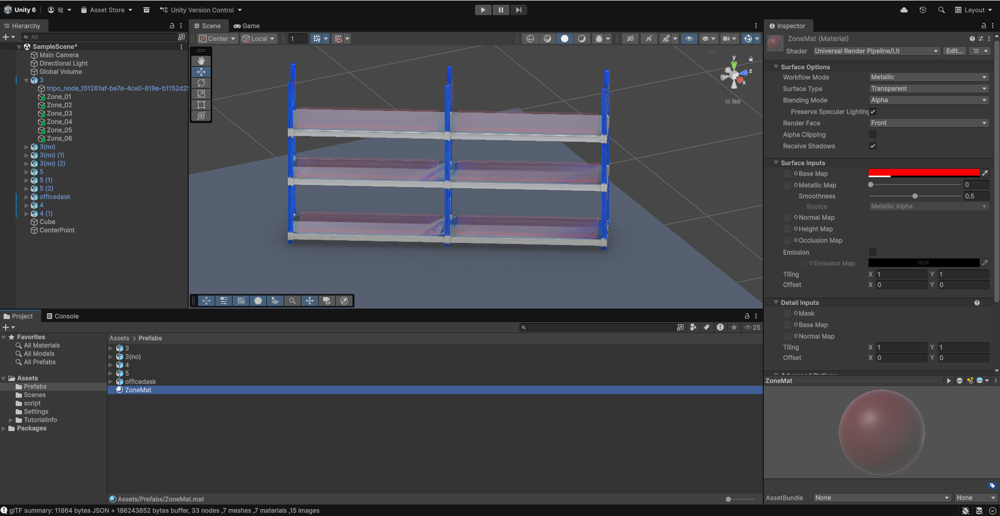 Unity 6
Asset Store
Unity Version Control
Layout
Hierarchy
All
SampleScene*
Main Camera
Directional Light
Global Volume
3
tripo_node_151261af-be7e-4ce0-819e-b1152d2
Zone_01
Zone_02
Zone_03
Zone_04
Zone_05
Zone_06
3(no)
3(no) (1)
3(no) (2)
5
5 (1)
5 (2)
officedask
4
4 (1)
Cube
CenterPoint
Scene
Game
Center
Local
1
2D
y
z
x
Iso
Inspector
ZoneMat (Material)
Shader
Universal Render Pipeline/Lit
Edit...
Surface Options
Workflow Mode Metallic
Surface Type Transparent
Blending Mode Alpha
Preserve Specular Lighting
Render Face Front
Alpha Clipping
Receive Shadows
Surface Inputs
Base Map
Metallic Map 0
Smoothness 0.5
Source Metallic Alpha
Normal Map
Height Map
Occlusion Map
Emission
Emission Map HDR
Tiling X 1 Y 1
Offset X 0 Y 0
Detail Inputs
Mask
Base Map
Normal Map
Tiling X 1 Y 1
Offset X 0 Y 0
Advanced Options
ZoneMat
AssetBundle None None
Project
Console
25
Favorites
All Materials
All Models
All Prefabs
Assets
Prefabs
Scenes
script
Settings
TutorialInfo
Packages
Assets > Prefabs
3
3(no)
4
5
officedask
ZoneMat
Assets/Prefabs/ZoneMat.mat
glTF summary: 11864 bytes JSON + 186243852 bytes buffer, 33 nodes ,7 meshes ,7 materials ,15 images